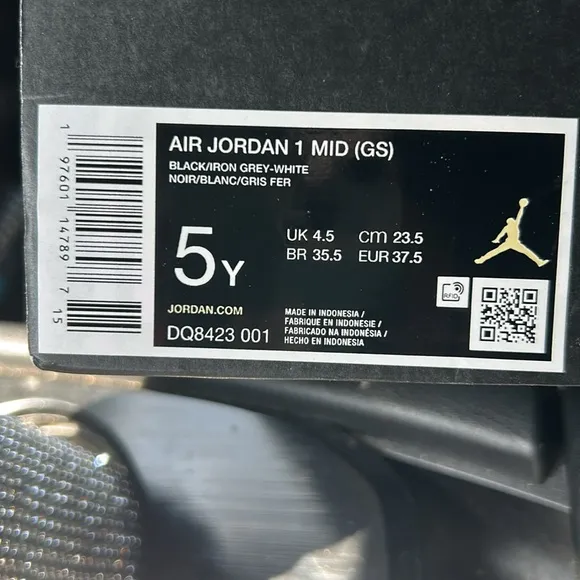 AIR JORDAN 1 MID (GS)
BLACK/IRON GREY-WHITE
NOIR/BLANC/GRIS FER
5Y
UK 4.5 cm 23.5
BR 35.5 EUR 37.5
RFID
JORDAN.COM
DQ8423 001
MADE IN INDONESIA /
FABRIQUE EN INDONESIE /
FABRICADO NA INDONÉSIA /
HECHO EN INDONESIA
1 97601 14789 7 15